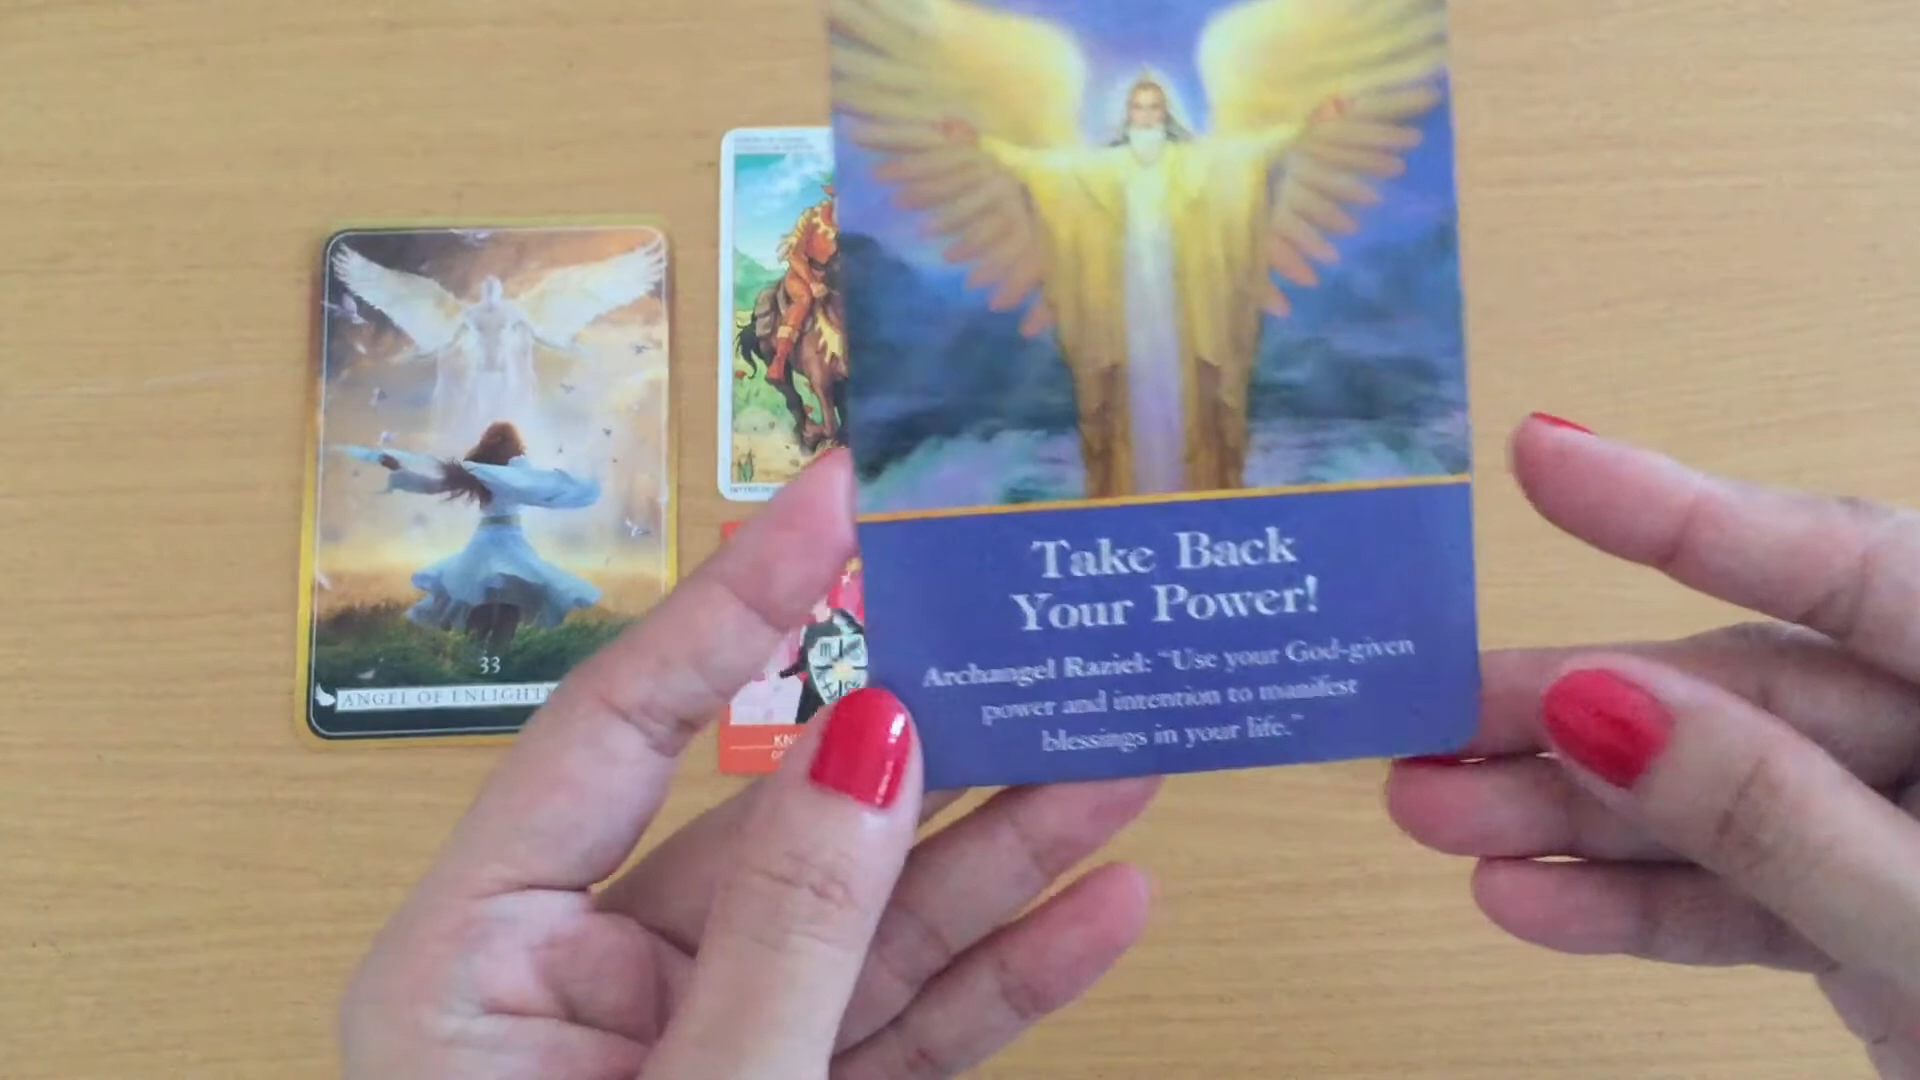 33
ANGEL OF ENLIGHT
KN
Take Back
Your Power!
Archangel Raziel: "Use your God-given
power and intention to manifest
blessings in your life."